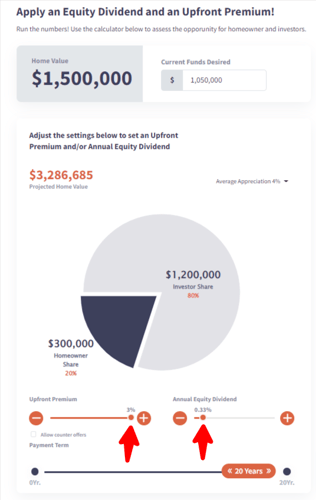 Apply an Equity Dividend and an Upfront Premium!
Run the numbers! Use the calculator below to assess the opporunity for homeowner and investors.
Home Value
$1,500,000
Current Funds Desired
$ 1,050,000
Adjust the settings below to set an Upfront
Premium and/or Annual Equity Dividend
$3,286,685
Projected Home Value
Average Appreciation 4%
$1,200,000
Investor Share
80%
$300,000
Homeowner
Share
20%
Upfront Premium
3%
Annual Equity Dividend
0.33%
Allow counter offers
Payment Term
« 20 Years »
0Yr.
20Yr.